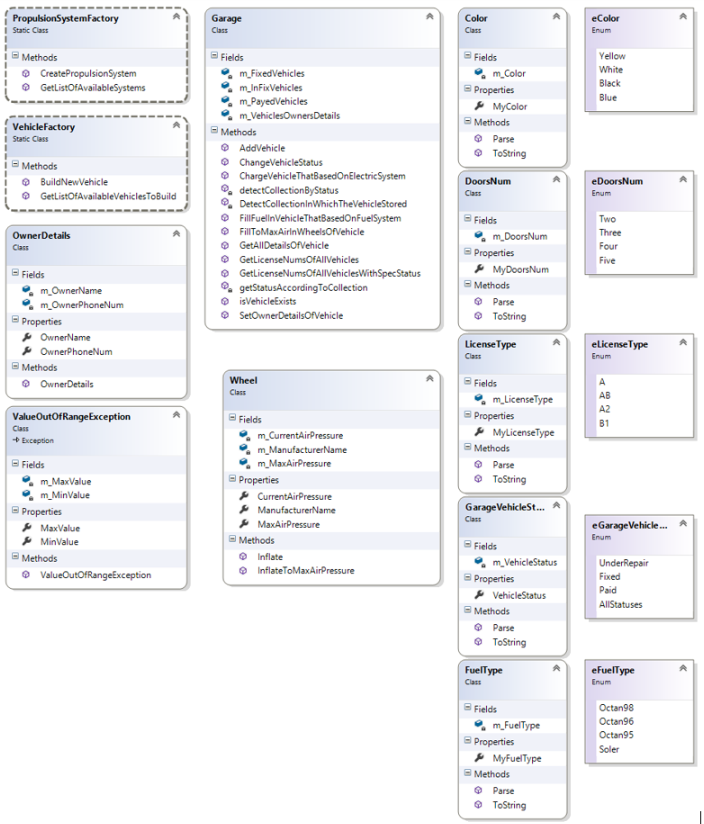 PropulsionSystemFactory
Static Class
Methods
CreatePropulsionSystem
GetListOfAvailableSystems
VehicleFactory
Static Class
Methods
BuildNewVehicle
GetListOfAvailableVehiclesToBuild
OwnerDetails
Class
Fields
m_OwnerName
m_OwnerPhoneNum
Properties
OwnerName
OwnerPhoneNum
Methods
OwnerDetails
ValueOutOfRangeException
Class
Exception
Fields
m_MaxValue
m_MinValue
Properties
MaxValue
MinValue
Methods
ValueOutOfRangeException
Garage
Class
Fields
m_FixedVehicles
m_InFixVehicles
m_PayedVehicles
m_VehiclesOwnersDetails
Methods
AddVehicle
ChangeVehicleStatus
ChargeVehicleThatBasedOnElectricSystem
detectCollectionByStatus
DetectCollectionInWhichTheVehicleStored
FillFuelInVehicleThatBasedOnFuelSystem
FillToMaxAirInWheelsOfVehicle
GetAllDetailsOfVehicle
GetLicenseNumsOfAllVehicles
GetLicenseNumsOfAllVehiclesWithSpecStatus
getStatusAccordingToCollection
isVehicleExists
SetOwnerDetailsOfVehicle
Wheel
Class
Fields
m_CurrentAirPressure
m_ManufacturerName
m_MaxAirPressure
Properties
CurrentAirPressure
ManufacturerName
MaxAirPressure
Methods
Inflate
InflateToMaxAirPressure
Color
Class
Fields
m_Color
Properties
MyColor
Methods
Parse
ToString
DoorsNum
Class
Fields
m_DoorsNum
Properties
MyDoorsNum
Methods
Parse
ToString
LicenseType
Class
Fields
m_LicenseType
Properties
MyLicenseType
Methods
Parse
ToString
GarageVehicleSt...
Class
Fields
m_VehicleStatus
Properties
VehicleStatus
Methods
Parse
ToString
FuelType
Class
Fields
m_FuelType
Properties
MyFuelType
Methods
Parse
ToString
eColor
Enum
Yellow
White
Black
Blue
eDoorsNum
Enum
Two
Three
Four
Five
eLicenseType
Enum
A
AB
A2
B1
eGarageVehicle...
Enum
UnderRepair
Fixed
Paid
AllStatuses
eFuelType
Enum
Octan98
Octan96
Octan95
Soler